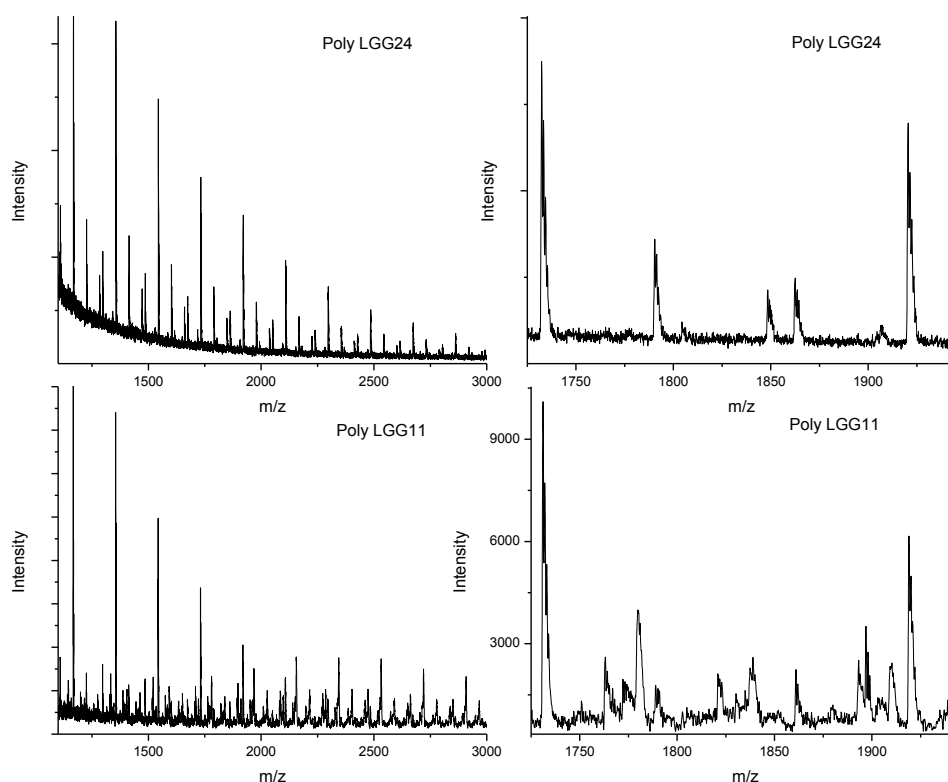 Poly LGG24
Intensity
1500 2000 2500 3000
m/z
Poly LGG24
Intensity
1750 1800 1850 1900
m/z
Poly LGG11
Intensity
1500 2000 2500 3000
m/z
Poly LGG11
Intensity
9000
6000
3000
1750 1800 1850 1900
m/z